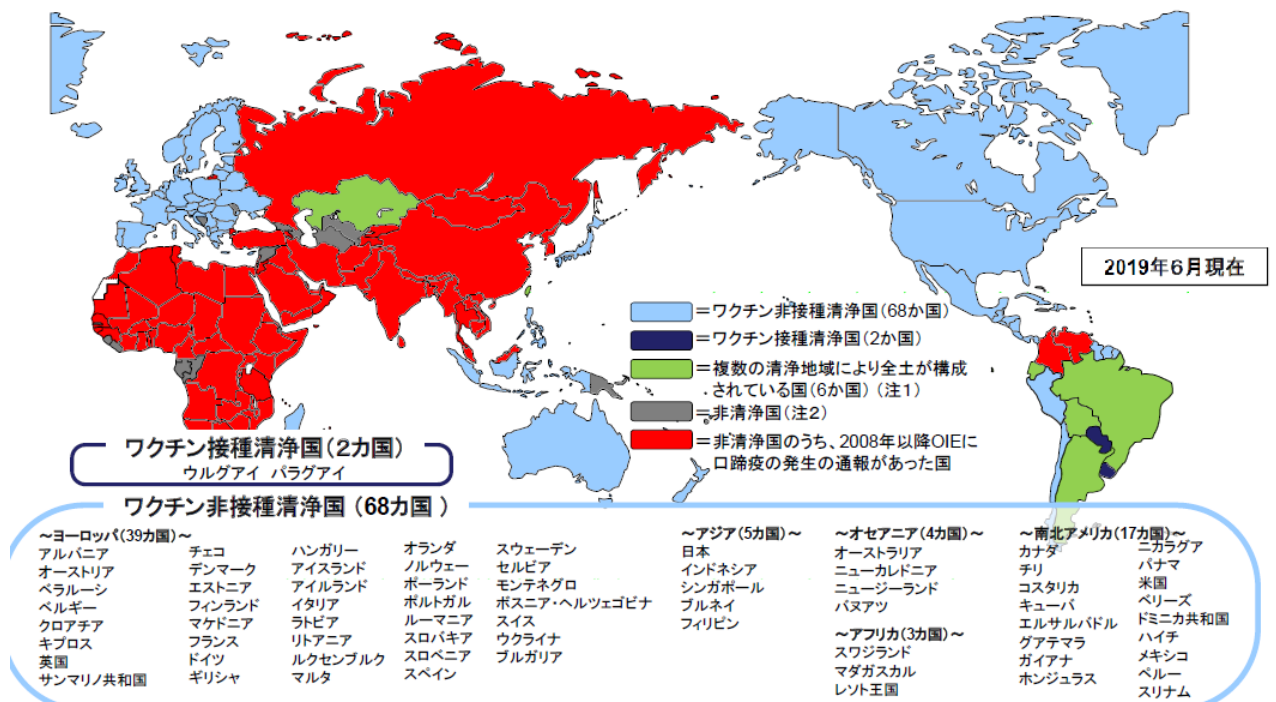 2019年6月現在
=ワクチン非接種清浄国(68か国)
=ワクチン接種清浄国(2か国)
=複数の清浄地域により全土が構成
されている国(6か国)(注1)
=非清浄国(注2)
=非清浄国のうち、2008年以降OIEに
口蹄疫の発生の通報があった国
ワクチン接種清浄国(2カ国)
ウルグアイ パラグアイ
ワクチン非接種清浄国(68カ国)
~ヨーロッパ(39カ国)~
アルバニア
オーストリア
ベラルーシ
ベルギー
クロアチア
キプロス
英国
サンマリノ共和国
チェコ
デンマーク
エストニア
フィンランド
マケドニア
フランス
ドイツ
ギリシャ
ハンガリー
アイスランド
アイルランド
イタリア
ラトビア
リトアニア
ルクセンブルク
マルタ
オランダ
ノルウェー
ポーランド
ポルトガル
ルーマニア
スロバキア
スロベニア
スペイン
スウェーデン
セルビア
モンテネグロ
ボスニア・ヘルツェゴビナ
スイス
ウクライナ
ブルガリア
~アジア(5カ国)~
日本
インドネシア
シンガポール
ブルネイ
フィリピン
~オセアニア(4カ国)~
オーストラリア
ニューカレドニア
ニュージーランド
バヌアツ
~アフリカ(3カ国)~
スワジランド
マダガスカル
レソト王国
~南北アメリカ(17カ国)~
カナダ
チリ
コスタリカ
キューバ
エルサルバドル
グアテマラ
ガイアナ
ホンジュラス
ニカラグア
パナマ
米国
ベリーズ
ドミニカ共和国
ハイチ
メキシコ
ペルー
スリナム